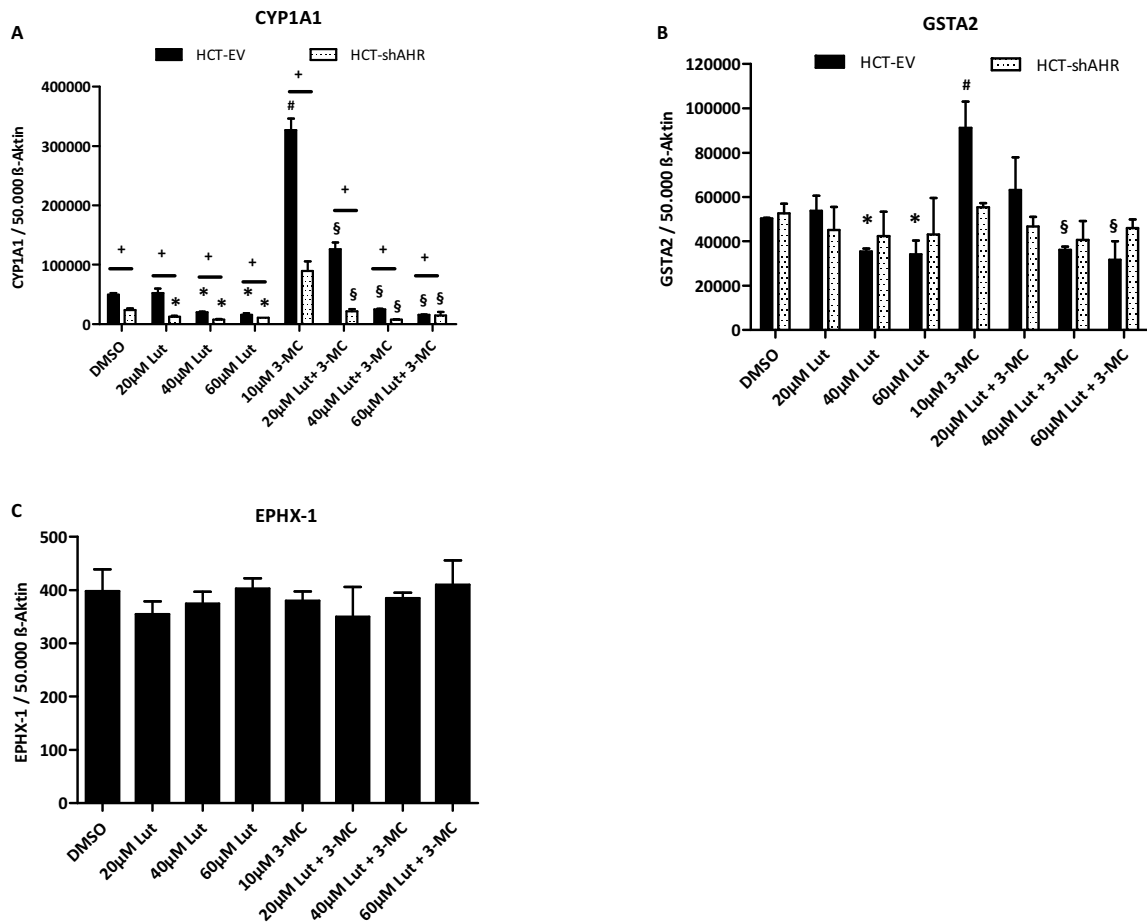 A
CYP1A1
HCT-EV
HCT-shAHR
CYP1A1 / 50.000 ß-Aktin
400000
300000
200000
100000
0
+
+
+
+
+
+
+
+
#
*
*
*
*
*
§
§
§
§
§
§
DMSO
20µM Lut
40µM Lut
60µM Lut
10µM 3-MC
20µM Lut+ 3-MC
40µM Lut+ 3-MC
60µM Lut+ 3-MC
B
GSTA2
HCT-EV
HCT-shAHR
GSTA2 / 50.000 ß-Aktin
120000
100000
80000
60000
40000
20000
0
*
*
#
§
§
DMSO
20µM Lut
40µM Lut
60µM Lut
10µM 3-MC
20µM Lut + 3-MC
40µM Lut + 3-MC
60µM Lut + 3-MC
C
EPHX-1
EPHX-1 / 50.000 ß-Aktin
500
400
300
200
100
0
DMSO
20µM Lut
40µM Lut
60µM Lut
10µM 3-MC
20µM Lut + 3-MC
40µM Lut + 3-MC
60µM Lut + 3-MC